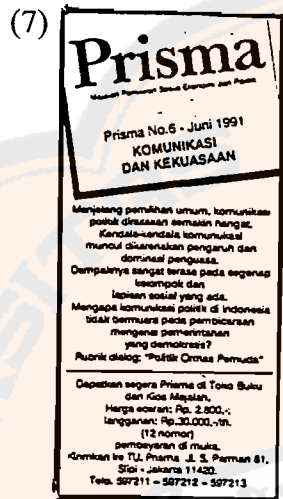 (7)
Prisma
Prisma No.6 - Juni 1991
KOMUNIKASI
DAN KEKUASAAN
Menjelang pemilihan umum, komunikasi
politik dirasakan semakin hangat.
Kendala-kendala komunikasi
muncul dikarenakan pengaruh dan
dominasi penguasa.
Dampaknya sangat terasa pada segenap
kelompok dan
lapisan sosial yang ada.
Mengapa komunikasi politik di Indonesia
tidak bermuara pada pembicaraan
mengenai pemerintahan
yang demokratis?
Rubrik dialog: "Politik Ormas Pemuda"
Dapatkan segera Prisma di Toko Buku
dan Kios Majalah.
Harga eceran: Rp. 2.800,-;
langganan: Rp.30.000,-/th.
(12 nomor)
pembayaran di muka.
Kirimkan ke TU. Prisma Jl. S. Parman 81,
Slipi - Jakarta 11420.
Telp. 597211 - 597212 - 597213